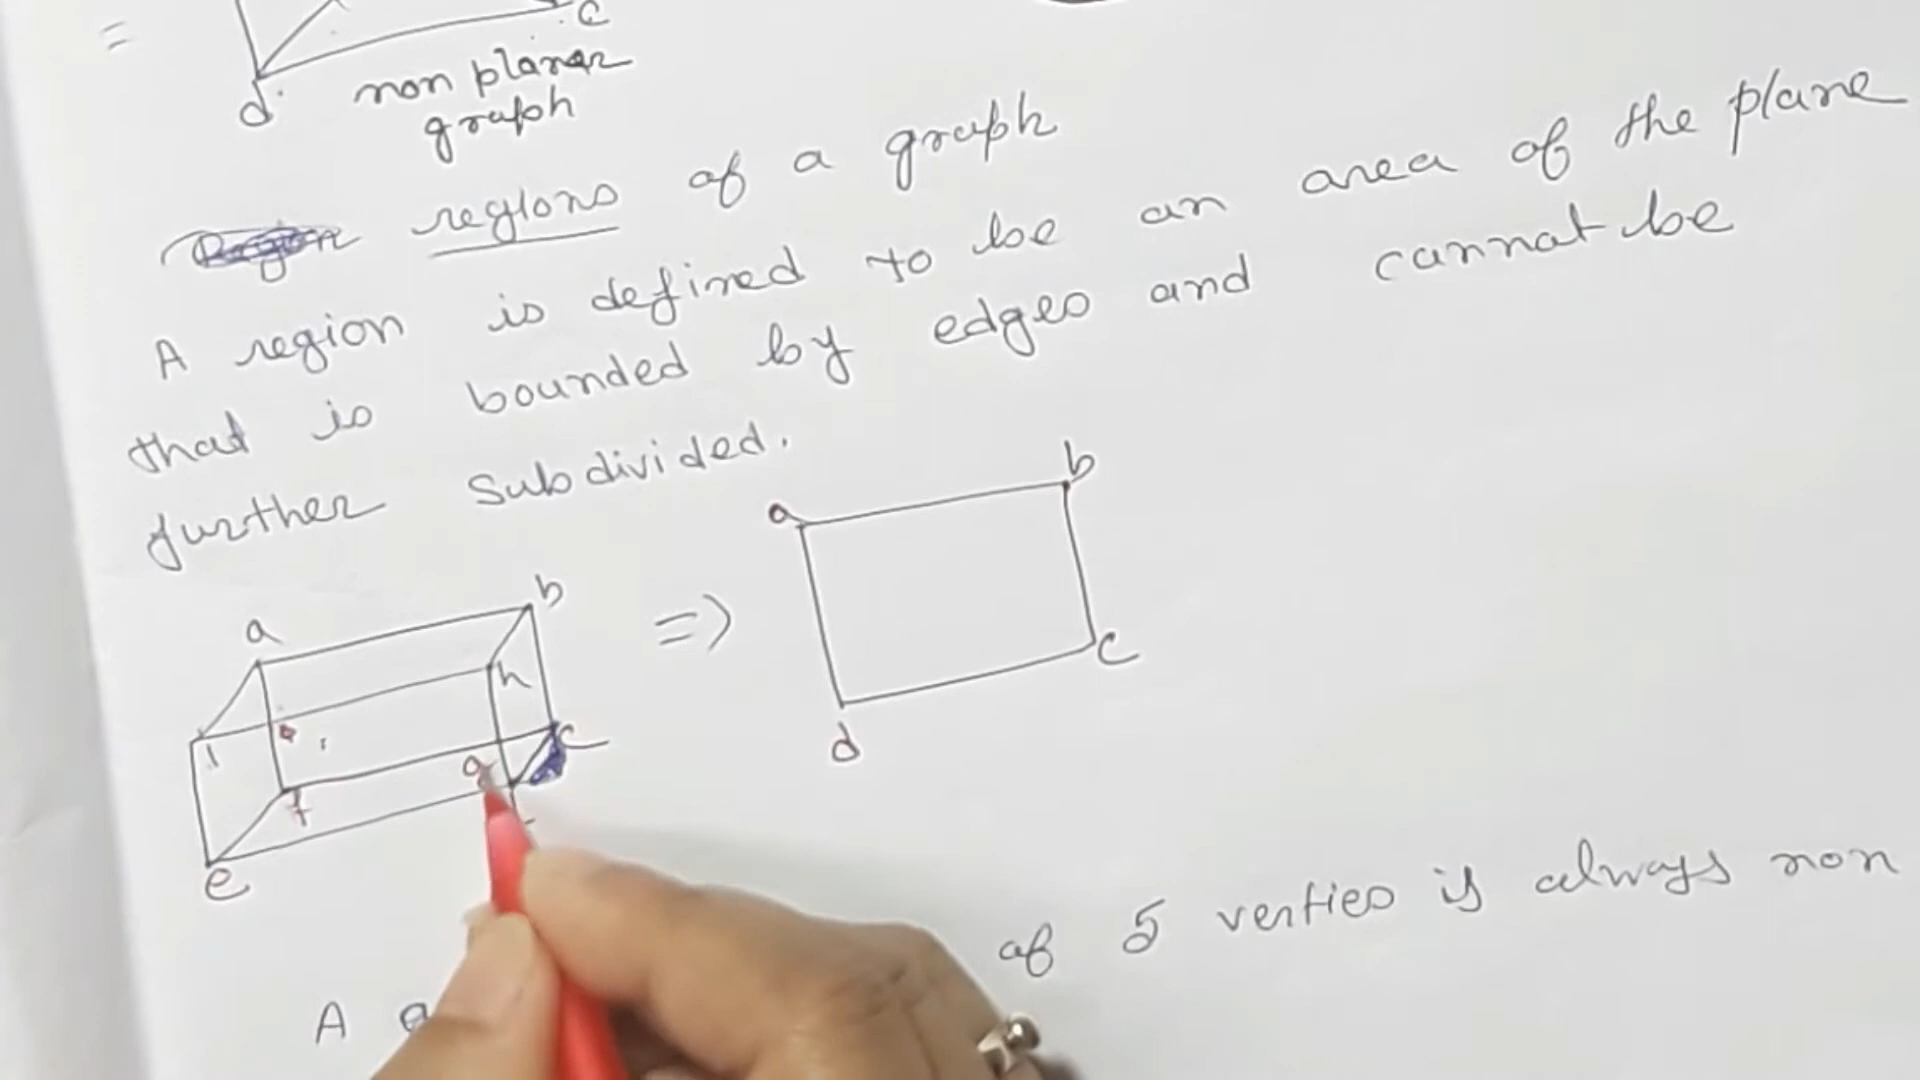 =
c
d
non planar
graph
regions of a graph
A region is defined to be an area of the plane
that is bounded by edges and cannot be
further subdivided.
a b
h
i
c
g
f
e
=>
a b
c
d
A
of 5 verties is always non